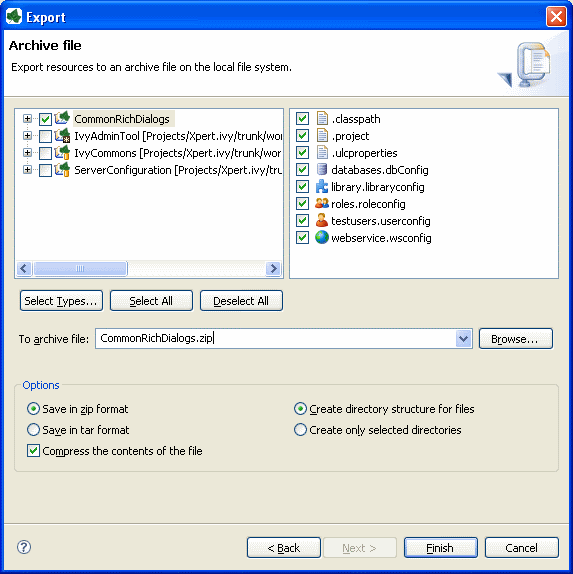 Export
Archive file
Export resources to an archive file on the local file system.
CommonRichDialogs
IvyAdminTool [Projects/Xpert.ivy/trunk/wor
IvyCommons [Projects/Xpert.ivy/trunk/wor
ServerConfiguration [Projects/Xpert.ivy/tru
.classpath
.project
.ulcproperties
databases.dbConfig
library.libraryconfig
roles.roleconfig
testusers.userconfig
webservice.wsconfig
Select Types...
Select All
Deselect All
To archive file:
CommonRichDialogs.zip
Browse...
Options
Save in zip format
Create directory structure for files
Save in tar format
Create only selected directories
Compress the contents of the file
?
< Back
Next >
Finish
Cancel